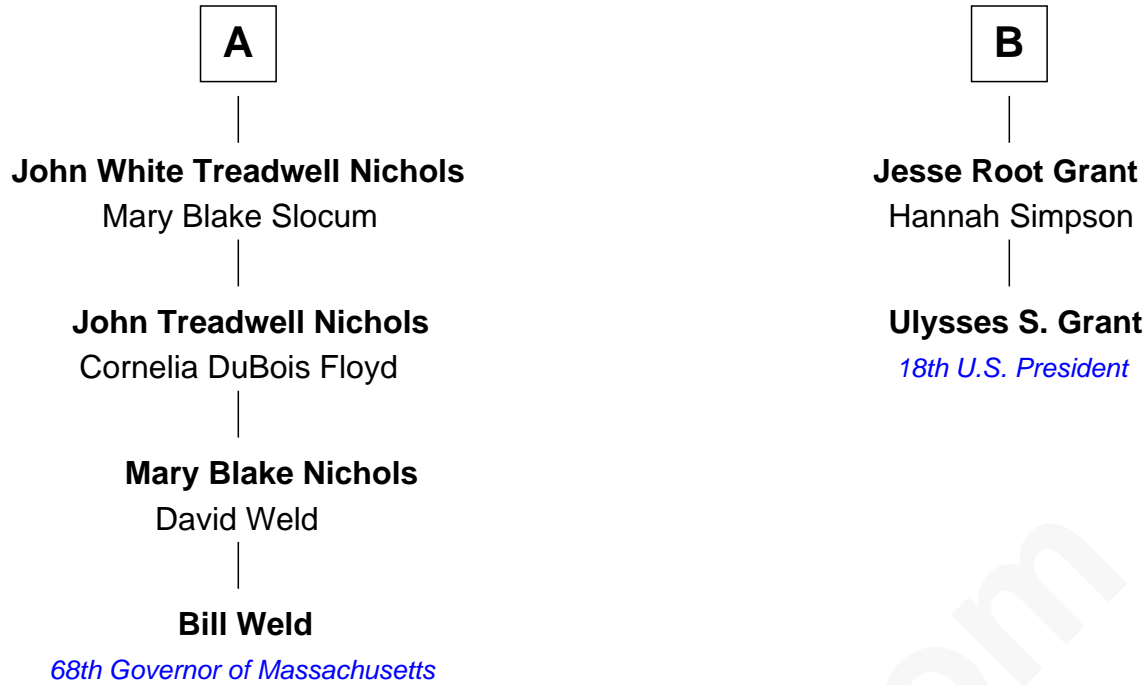 A
John White Treadwell Nichols
Mary Blake Slocum
John Treadwell Nichols
Cornelia DuBois Floyd
Mary Blake Nichols
David Weld
Bill Weld
68th Governor of Massachusetts
B
Jesse Root Grant
Hannah Simpson
Ulysses S. Grant
18th U.S. President
om